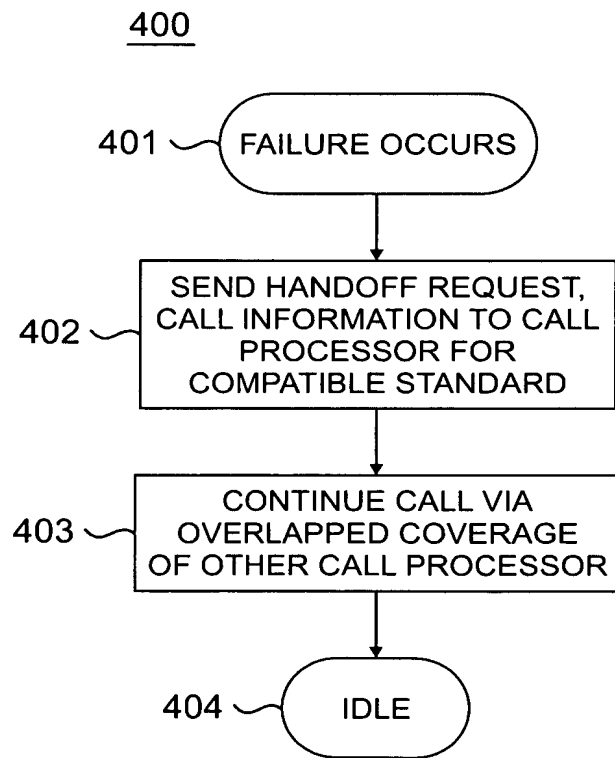 400
401
FAILURE OCCURS
402
SEND HANDOFF REQUEST,
CALL INFORMATION TO CALL
PROCESSOR FOR
COMPATIBLE STANDARD
403
CONTINUE CALL VIA
OVERLAPPED COVERAGE
OF OTHER CALL PROCESSOR
404
IDLE